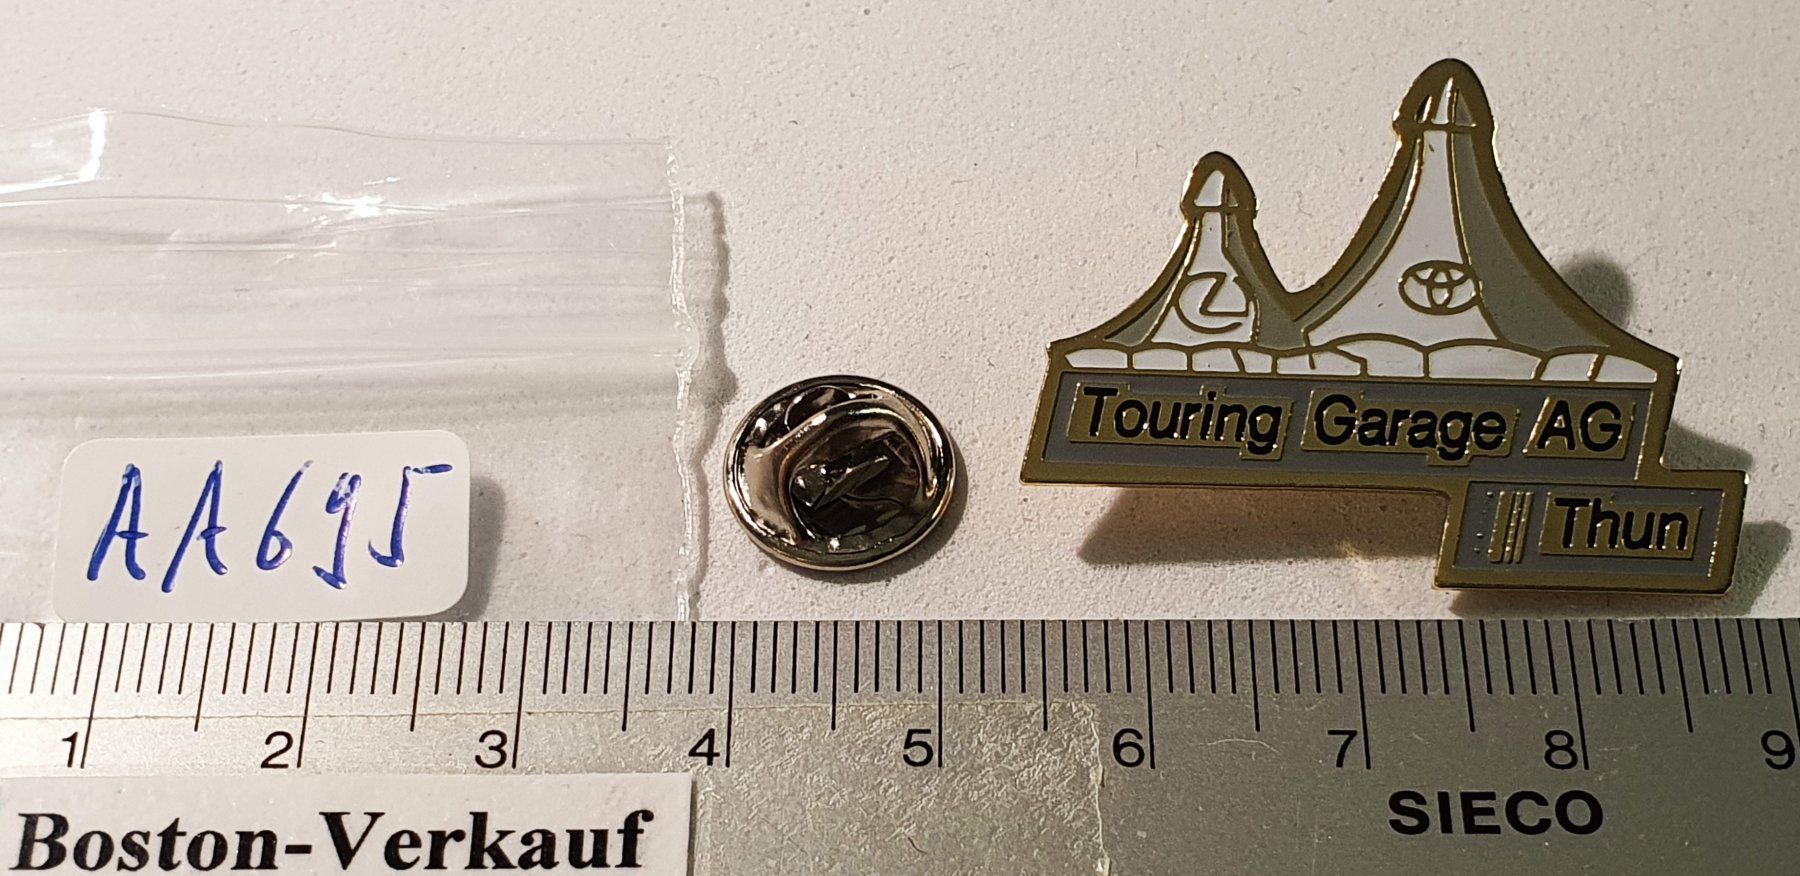 AA695
Touring Garage AG
Thun
1 2 3 4 5 6 7 8 9
SIECO
Boston-Verkauf